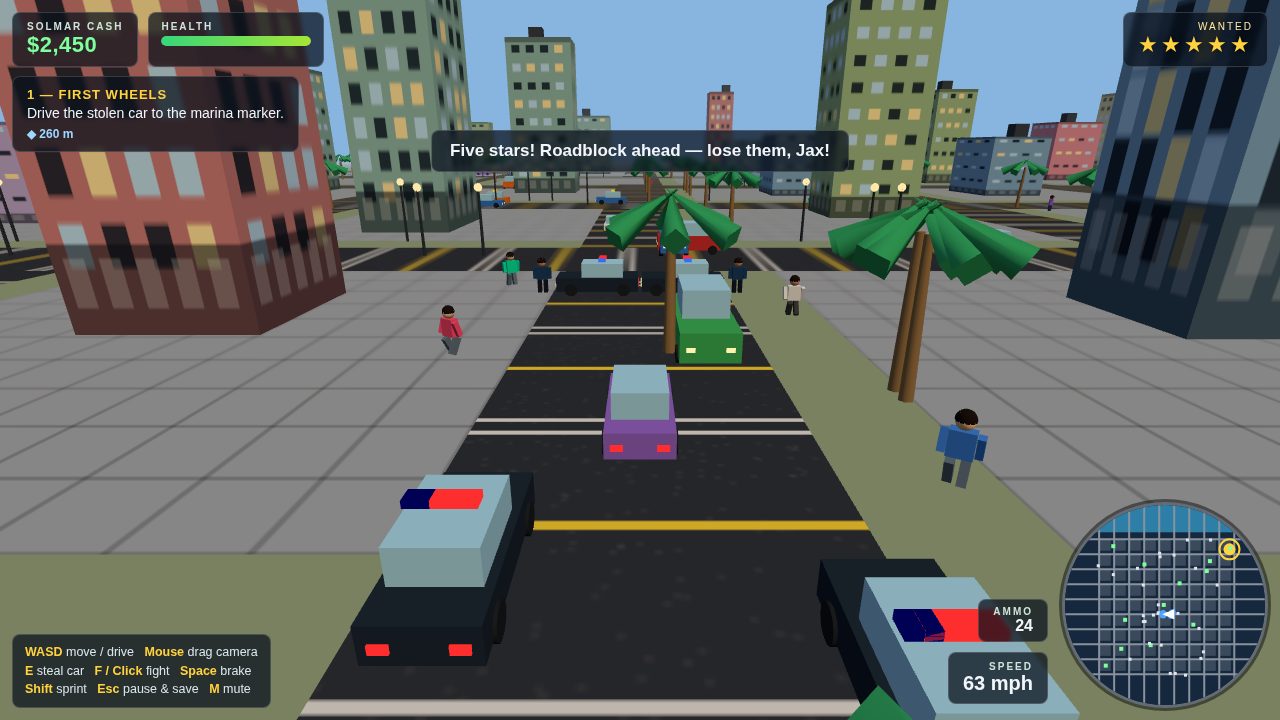 SOLMAR CASH
$2,450
HEALTH
WANTED
★★★★★
1 — FIRST WHEELS
Drive the stolen car to the marina marker.
◆ 260 m
Five stars! Roadblock ahead — lose them, Jax!
AMMO
24
SPEED
63 mph
WASD move / drive Mouse drag camera
E steal car F / Click fight Space brake
Shift sprint Esc pause & save M mute